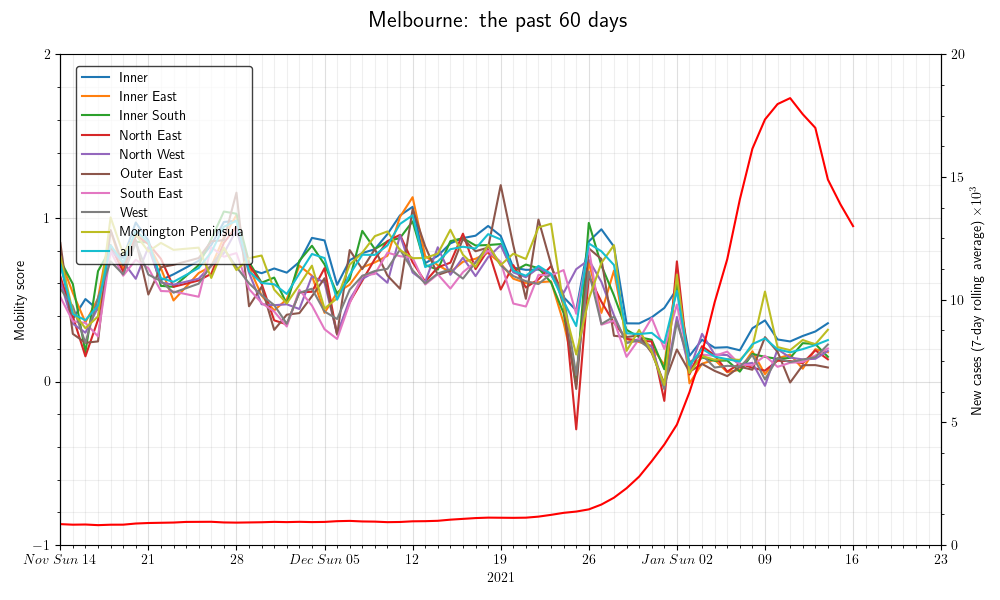 Melbourne: the past 60 days
2
1
0
−1
Mobility score
Inner
Inner East
Inner South
North East
North West
Outer East
South East
West
Mornington Peninsula
all
20
15
10
5
0
New cases (7-day rolling average) ×10³
Nov Sun 14 21 28 Dec Sun 05 12 19 26 Jan Sun 02 09 16 23
2021